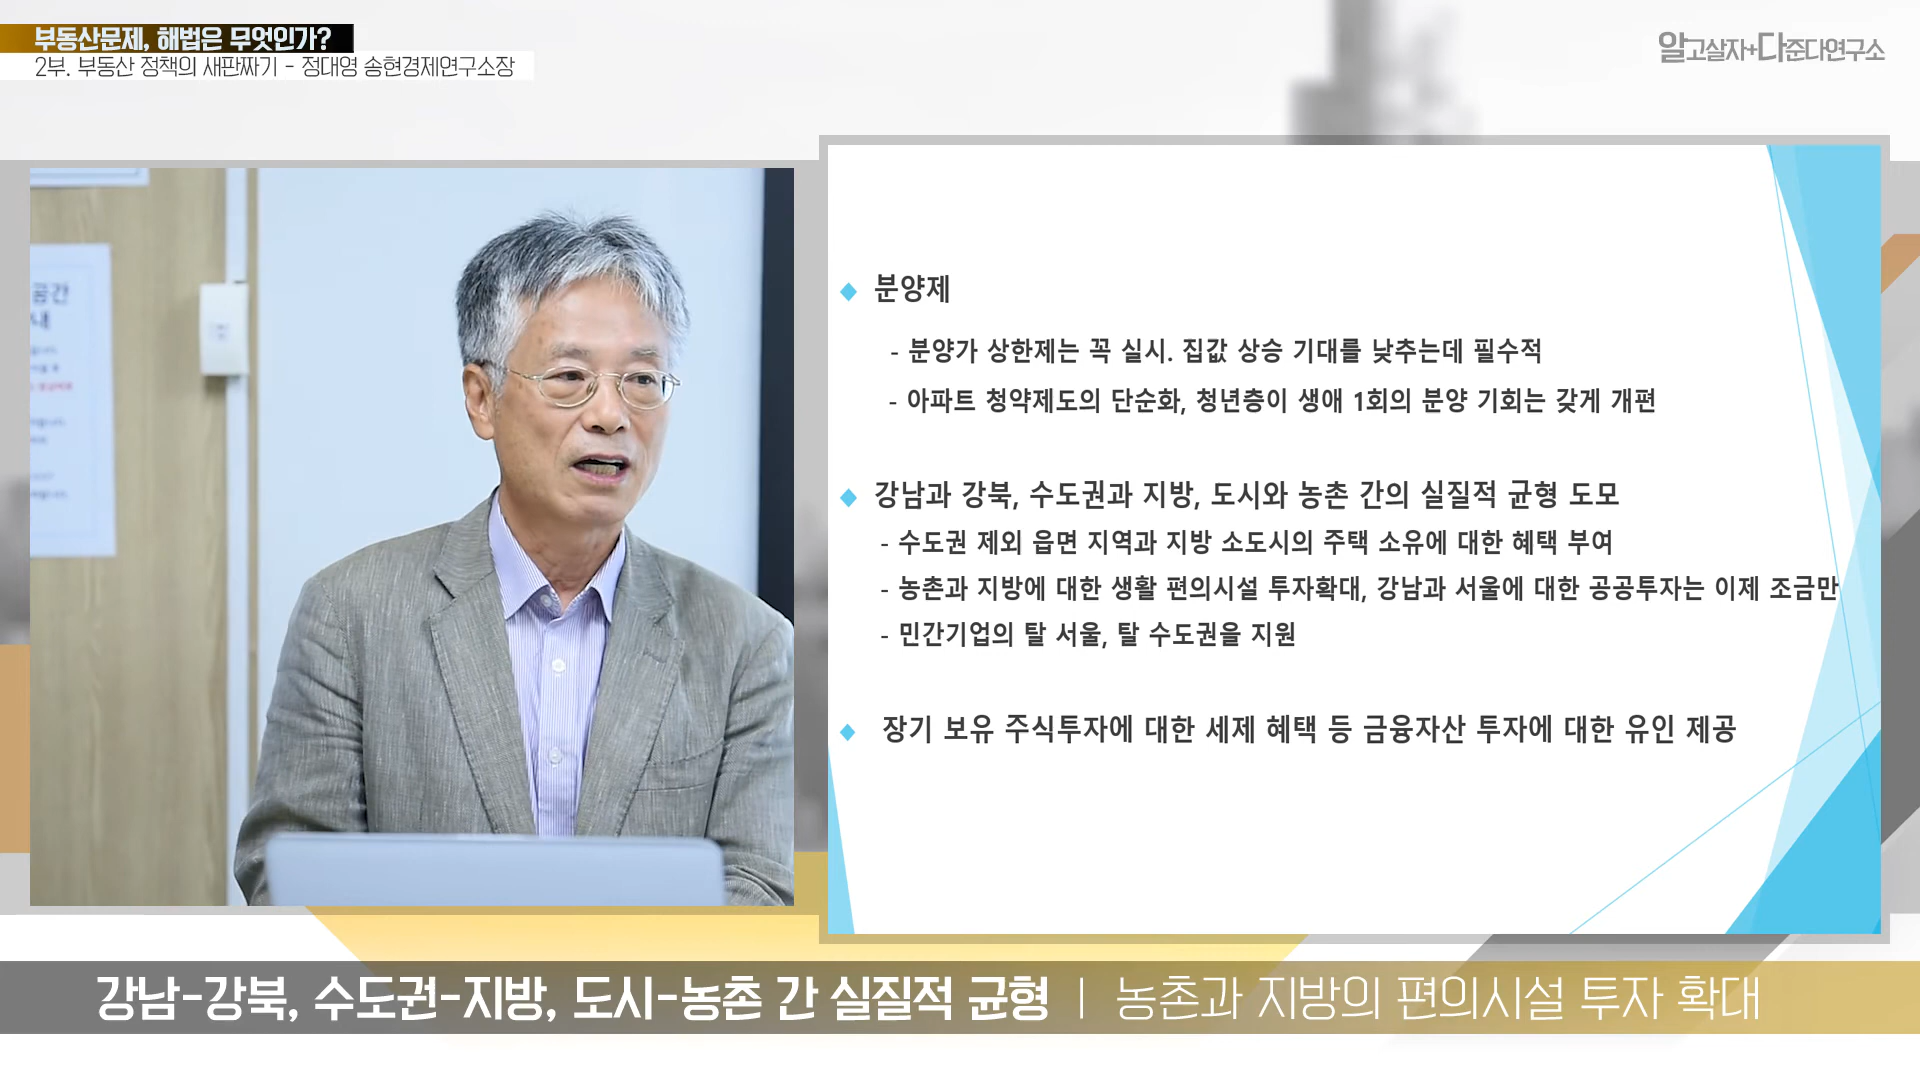 부동산문제, 해법은 무엇인가?
2부. 부동산 정책의 새판짜기 - 정대영 송현경제연구소장
알고살자+다준다연구소
분양제
- 분양가 상한제는 꼭 실시. 집값 상승 기대를 낮추는데 필수적
- 아파트 청약제도의 단순화, 청년층이 생애 1회의 분양 기회는 갖게 개편
강남과 강북, 수도권과 지방, 도시와 농촌 간의 실질적 균형 도모
- 수도권 제외 읍면 지역과 지방 소도시의 주택 소유에 대한 혜택 부여
- 농촌과 지방에 대한 생활 편의시설 투자확대, 강남과 서울에 대한 공공투자는 이제 조금만
- 민간기업의 탈 서울, 탈 수도권을 지원
장기 보유 주식투자에 대한 세제 혜택 등 금융자산 투자에 대한 유인 제공
강남-강북, 수도권-지방, 도시-농촌 간 실질적 균형 | 농촌과 지방의 편의시설 투자 확대